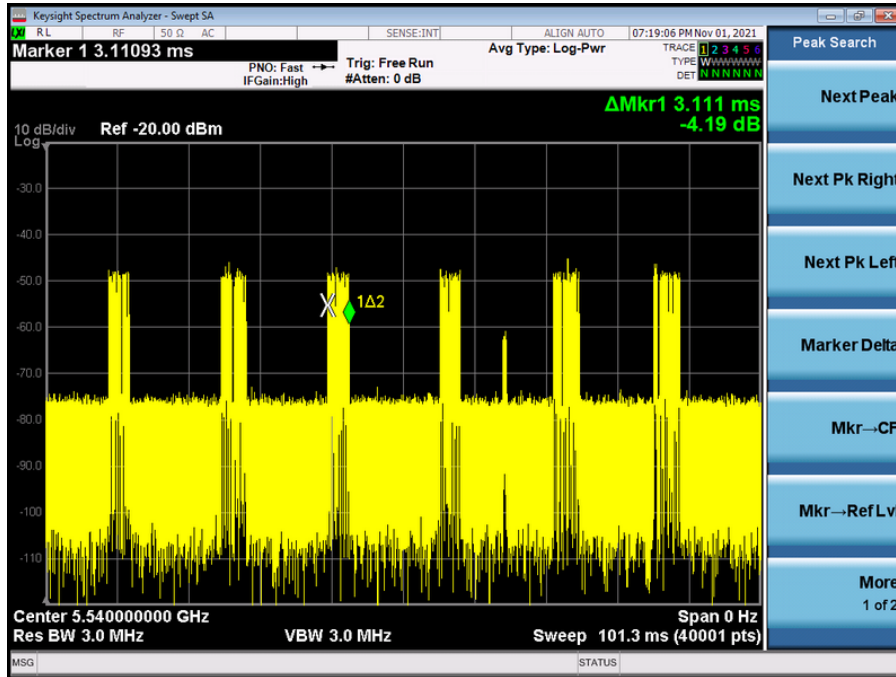 Keysight Spectrum Analyzer - Swept SA
LXI RL RF 50 Ω AC SENSE:INT ALIGN AUTO 07:19:06 PM Nov 01, 2021
Marker 1 3.11093 ms
PNO: Fast
IFGain:High
Trig: Free Run
#Atten: 0 dB
Avg Type: Log-Pwr
TRACE 1 2 3 4 5 6
TYPE WWWWWW
DET N N N N N N
ΔMkr1 3.111 ms
-4.19 dB
10 dB/div Ref -20.00 dBm
Log
-30.0
-40.0
-50.0
-60.0
-70.0
-80.0
-90.0
-100
-110
X
1Δ2
Center 5.540000000 GHz Span 0 Hz
Res BW 3.0 MHz VBW 3.0 MHz Sweep 101.3 ms (40001 pts)
MSG STATUS
Peak Search
Next Peak
Next Pk Right
Next Pk Left
Marker Delta
Mkr→CF
Mkr→Ref Lv
More
1 of 2